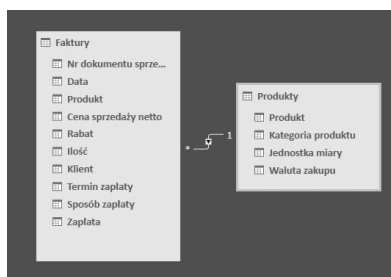 Faktury
Nr dokumentu sprze...
Data
Produkt
Cena sprzedaży netto
Rabat
Ilość
Klient
Termin zapłaty
Sposób zapłaty
Zapłata
*
1
Produkty
Produkt
Kategoria produktu
Jednostka miary
Waluta zakupu